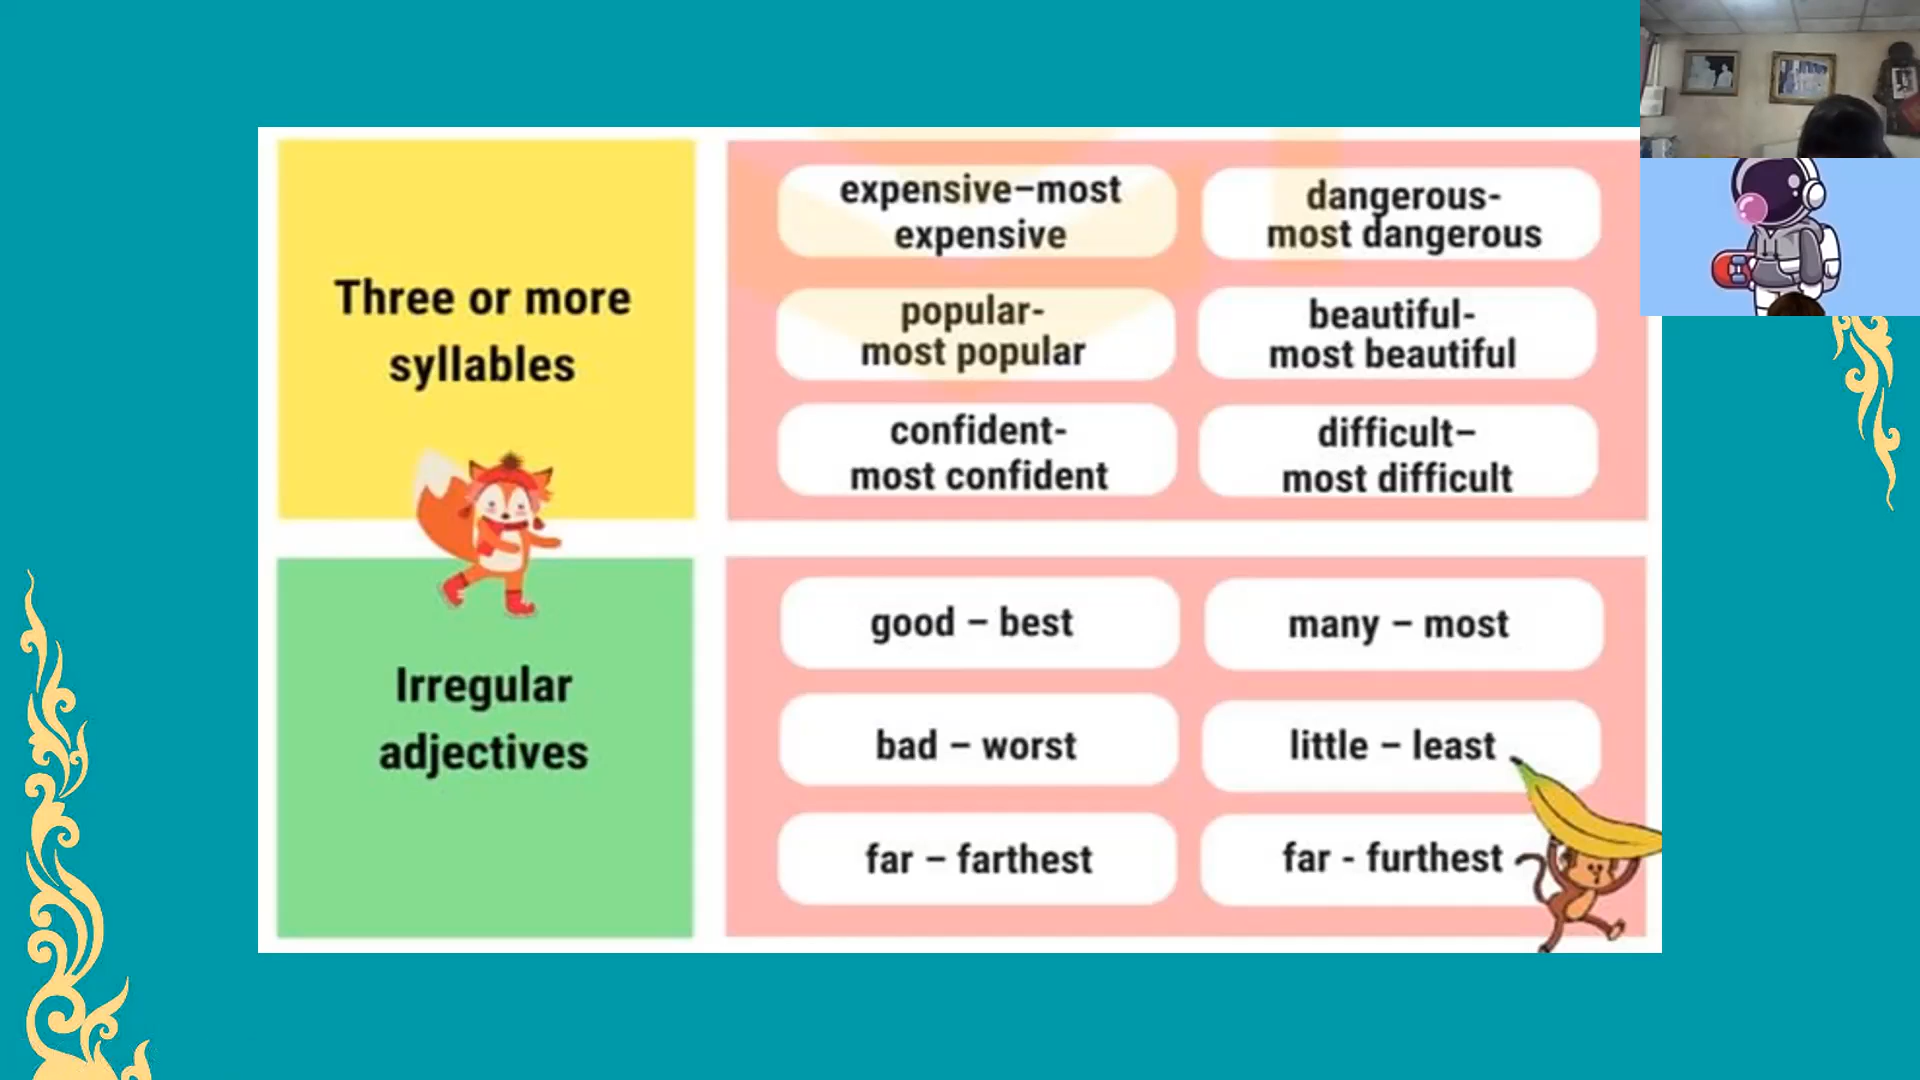 Three or more
syllables
expensive–most
expensive
dangerous-
most dangerous
popular-
most popular
beautiful-
most beautiful
confident-
most confident
difficult–
most difficult
Irregular
adjectives
good – best
many – most
bad – worst
little – least
far – farthest
far - furthest